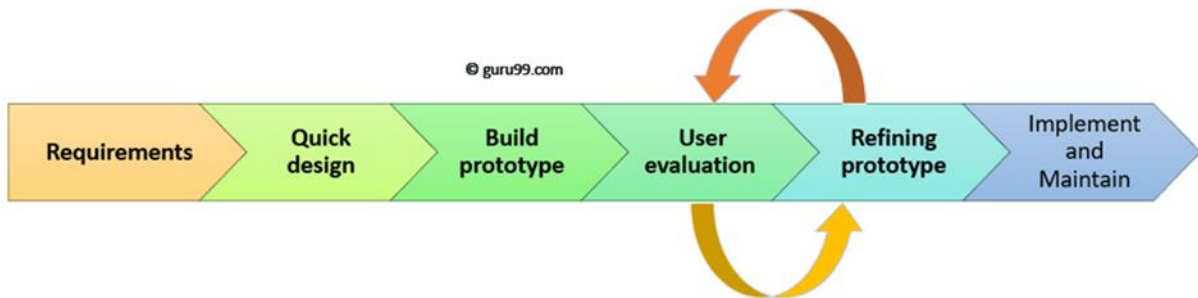 © guru99.com
Requirements
Quick
design
Build
prototype
User
evaluation
Refining
prototype
Implement
and
Maintain